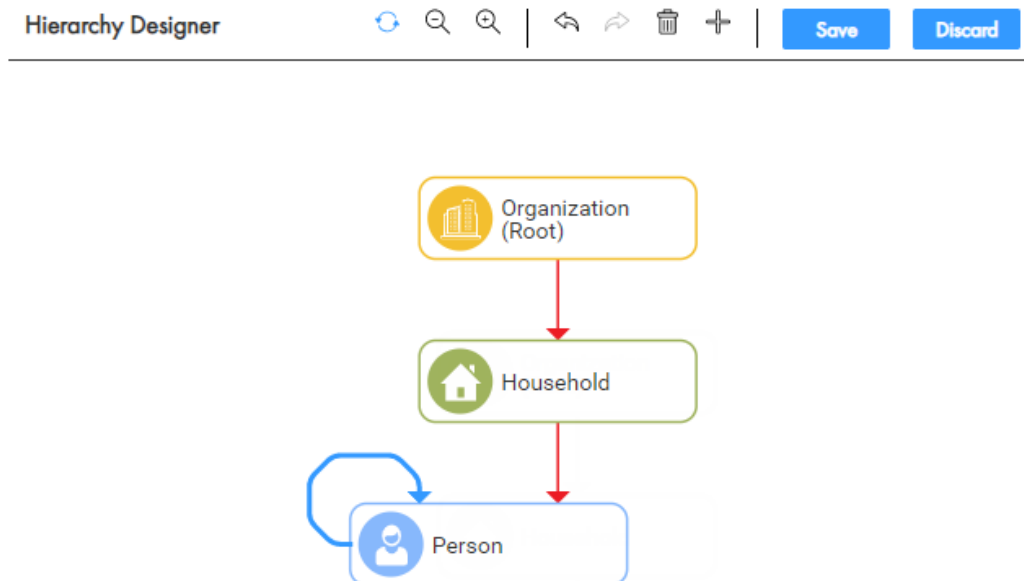 Hierarchy Designer
Save
Discard
Organization
(Root)
Household
Person